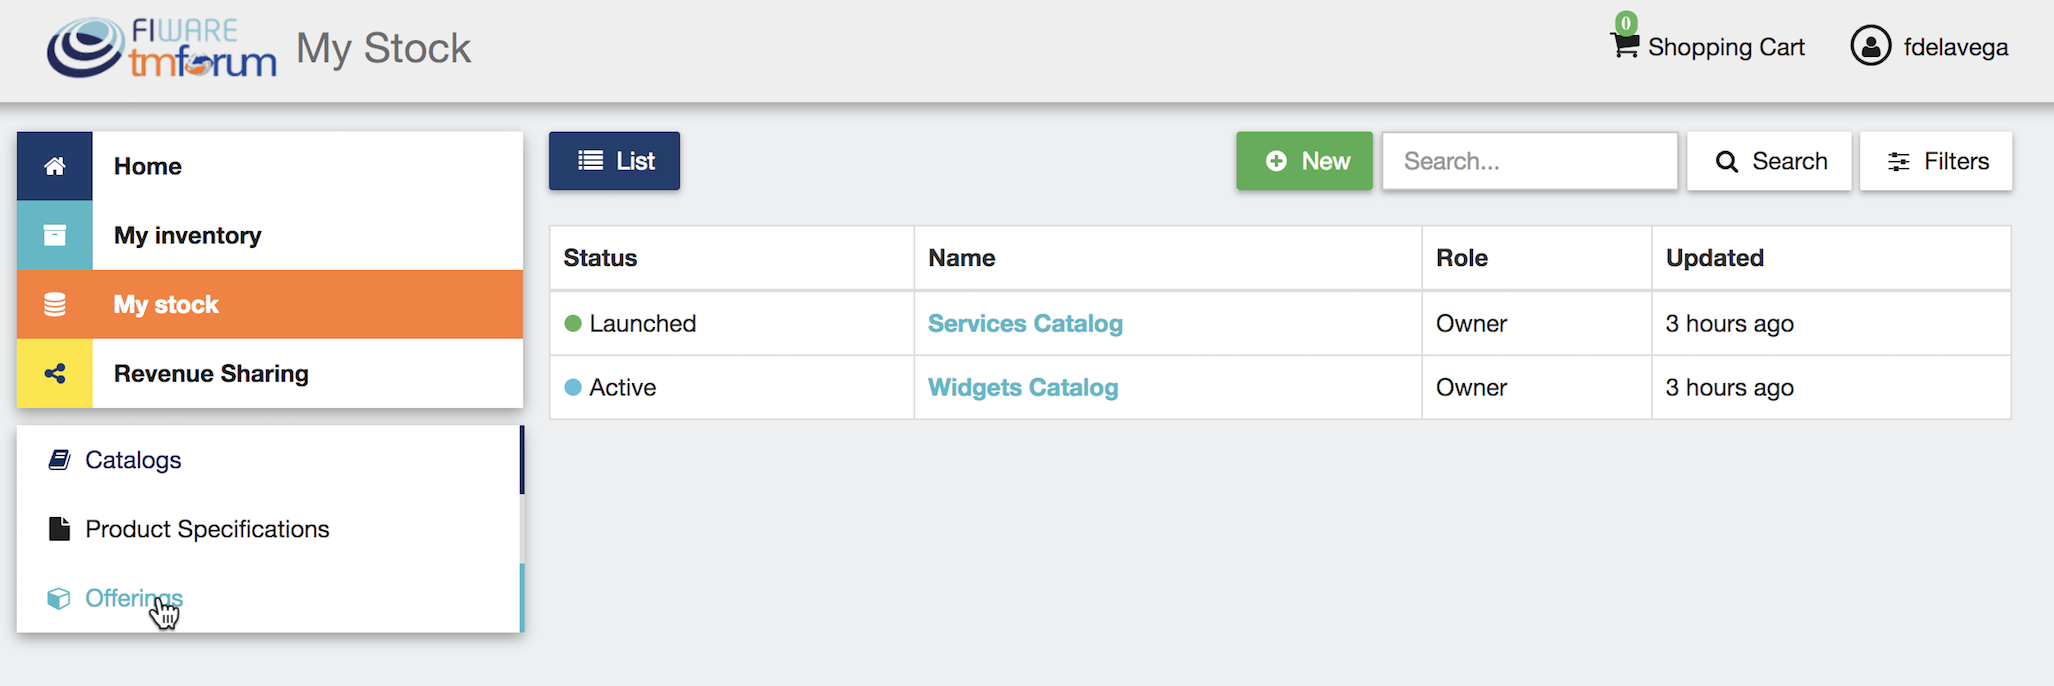 FIWARE
tmforum
My Stock
0
Shopping Cart
fdelavega
Home
My inventory
My stock
Revenue Sharing
Catalogs
Product Specifications
Offerings
List
New
Search...
Search
Filters
Status Name Role Updated
Launched Services Catalog Owner 3 hours ago
Active Widgets Catalog Owner 3 hours ago